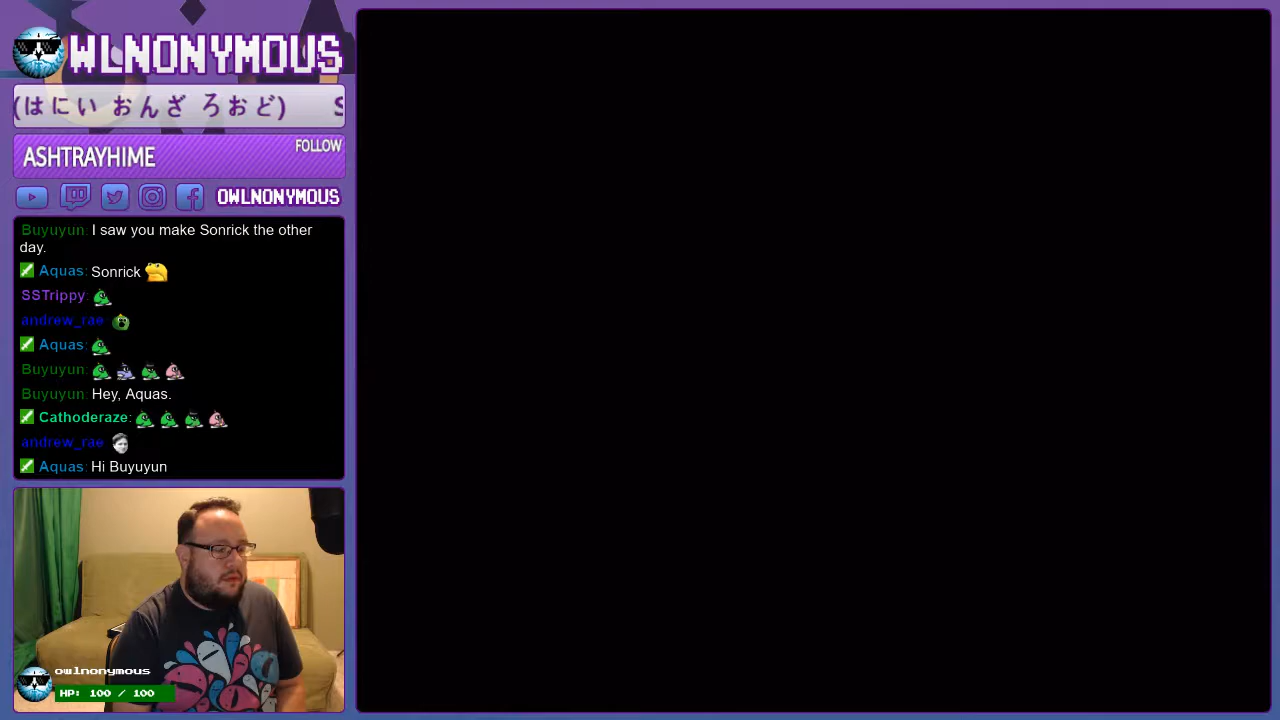 WLNONYMOUS
(はにい おんざ ろおど) S
ASHTRAYHIME
FOLLOW
OWLNONYMOUS
Buyuyun: I saw you make Sonrick the other
day.
Aquas: Sonrick
SSTrippy:
andrew_rae:
Aquas:
Buyuyun:
Buyuyun: Hey, Aquas.
Cathoderaze:
andrew_rae:
Aquas: Hi Buyuyun
owlnonymous
HP: 100 / 100